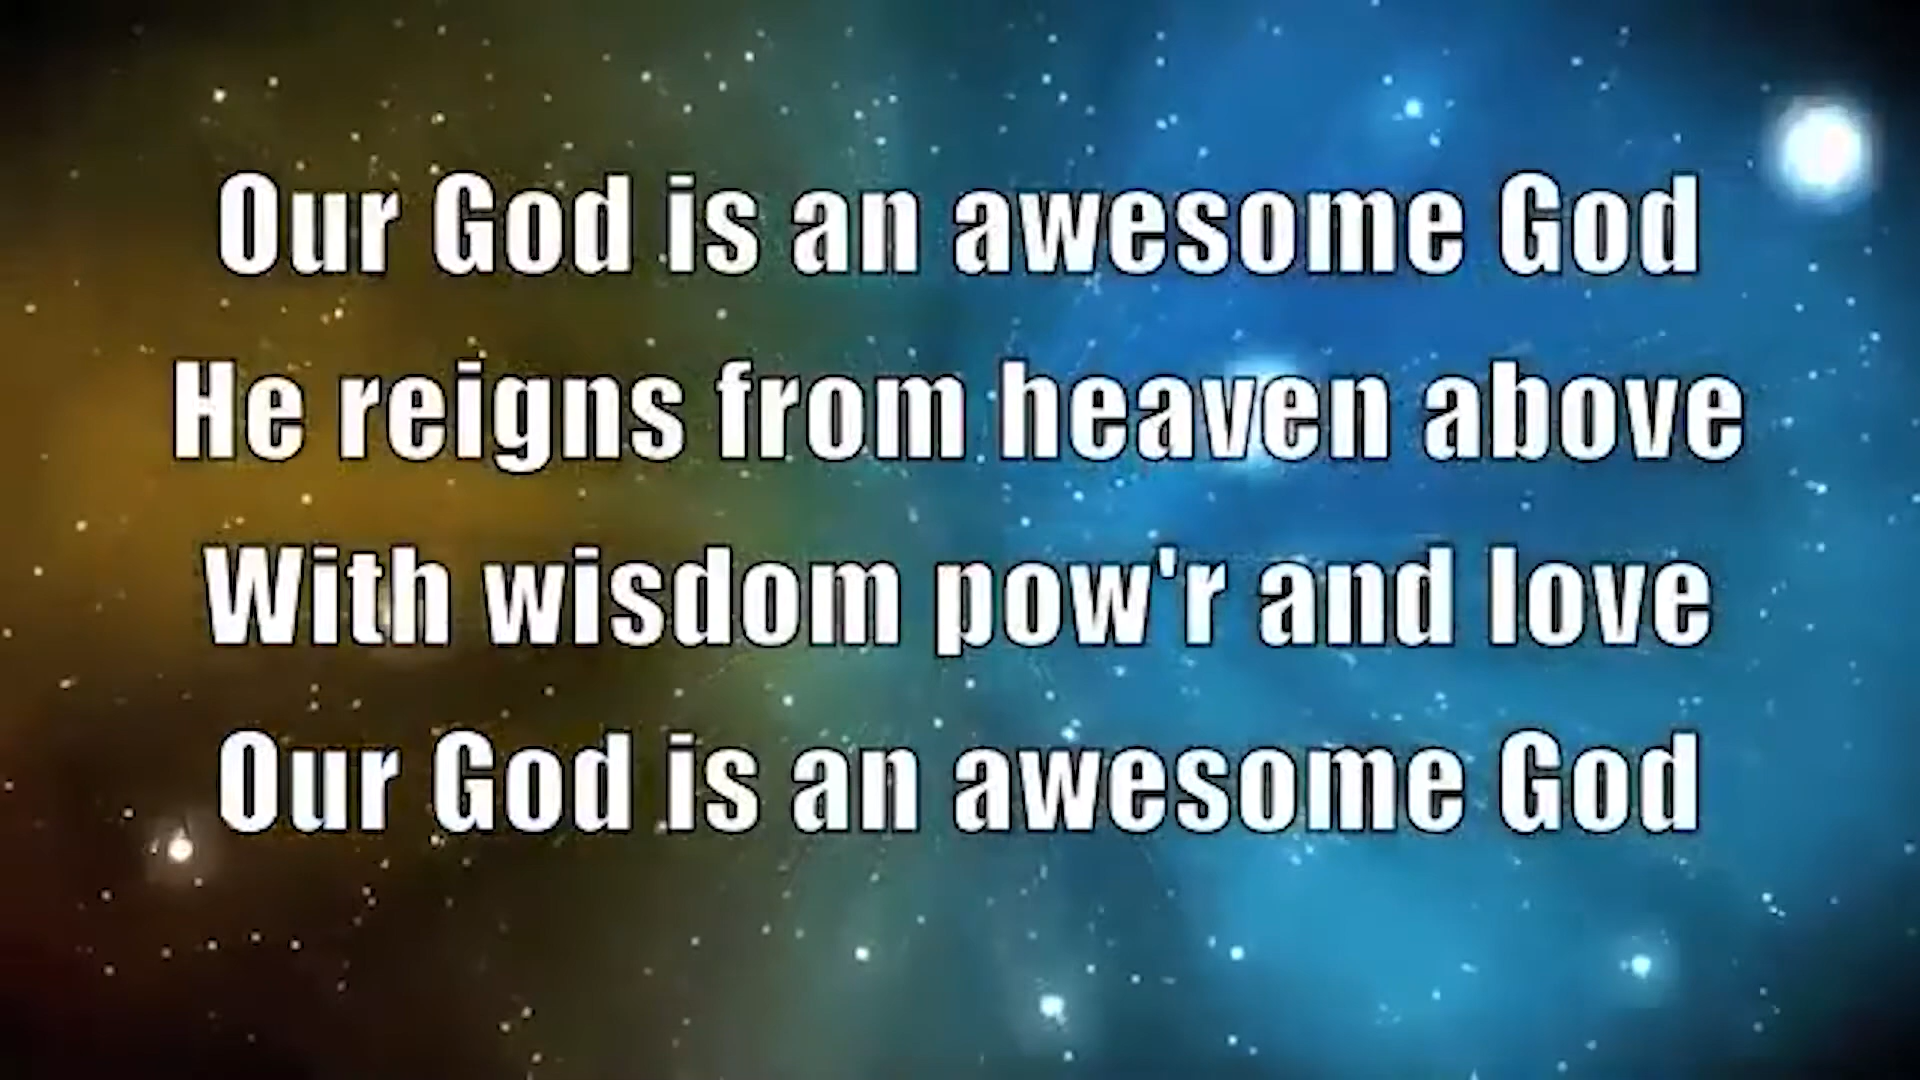 Our God is an awesome God
He reigns from heaven above
With wisdom pow'r and love
Our God is an awesome God